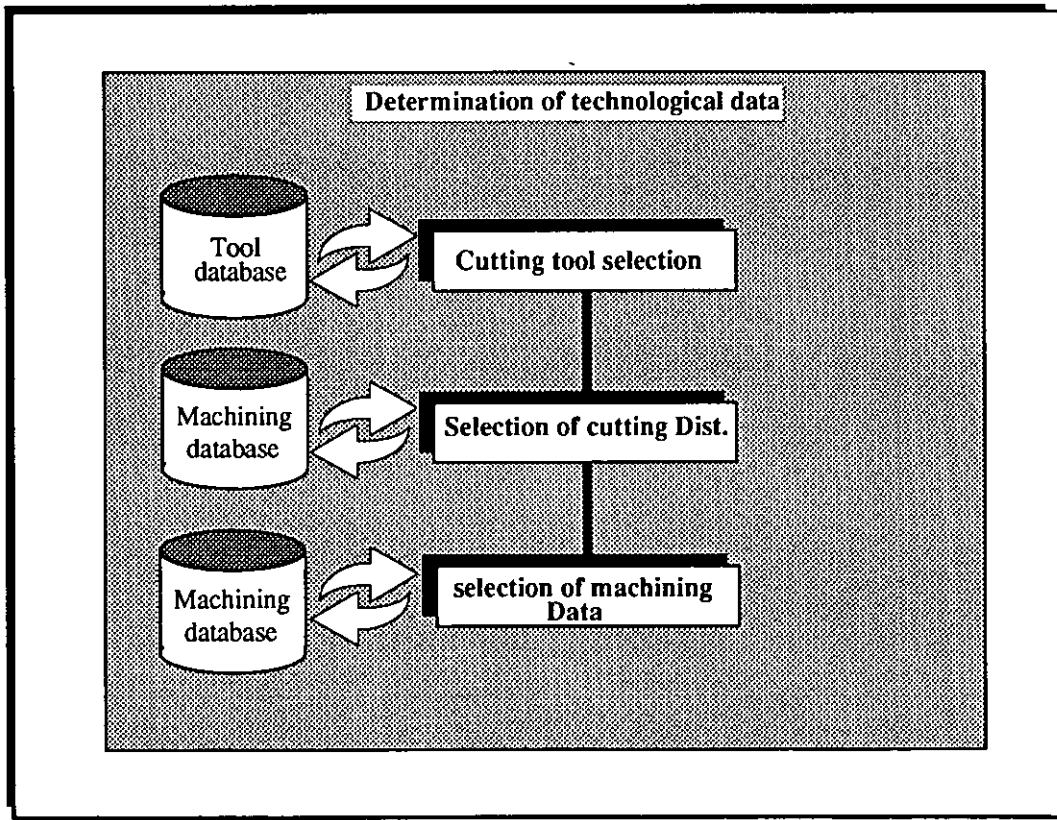 Determination of technological data
Tool
database
Cutting tool selection
Machining
database
Selection of cutting Dist.
Machining
database
selection of machining
Data